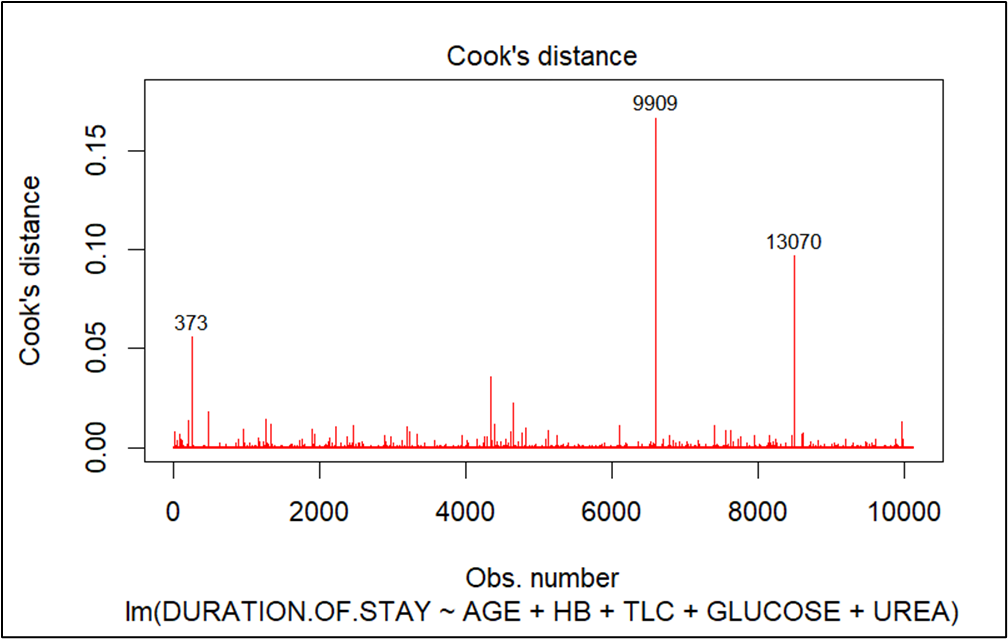 Cook's distance
9909
13070
373
Cook's distance
0.15
0.10
0.05
0.00
0 2000 4000 6000 8000 10000
Obs. number
lm(DURATION.OF.STAY ~ AGE + HB + TLC + GLUCOSE + UREA)